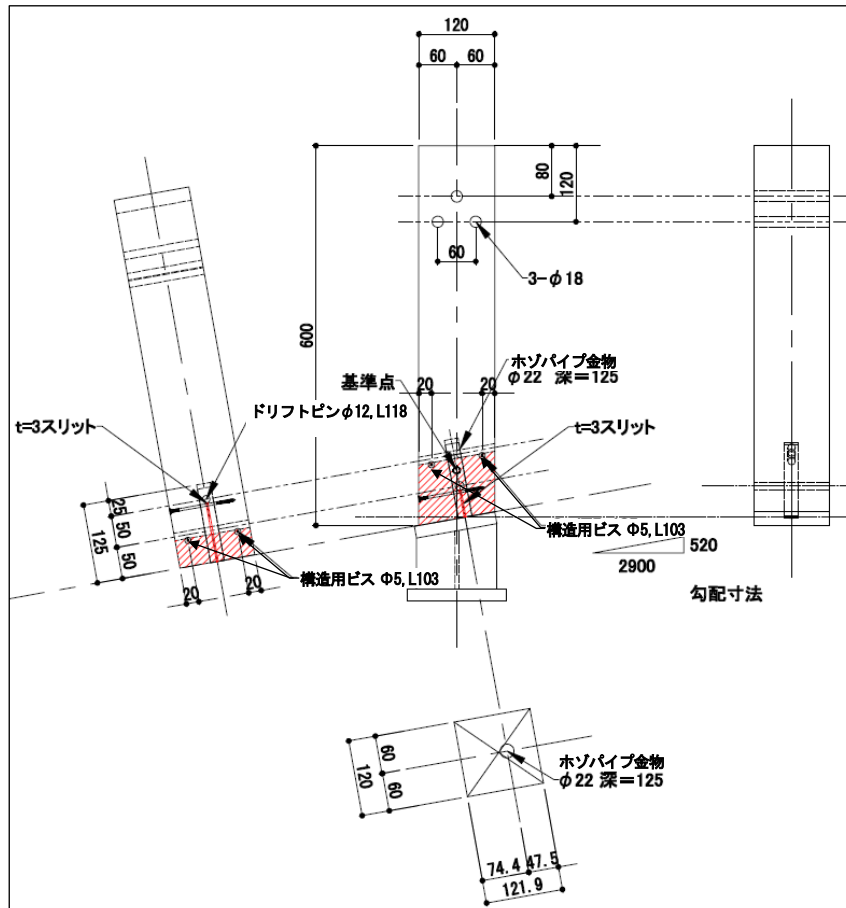 120
60
60
80
120
60
3-φ18
600
ホゾパイプ金物
φ22 深=125
基準点
20
20
ドリフトピンφ12,L118
t=3スリット
t=3スリット
25
50
50
125
構造用ビス Φ5,L103
構造用ビス Φ5,L103
20
20
520
2900
勾配寸法
60
60
120
ホゾパイプ金物
φ22 深=125
74.4
47.5
121.9